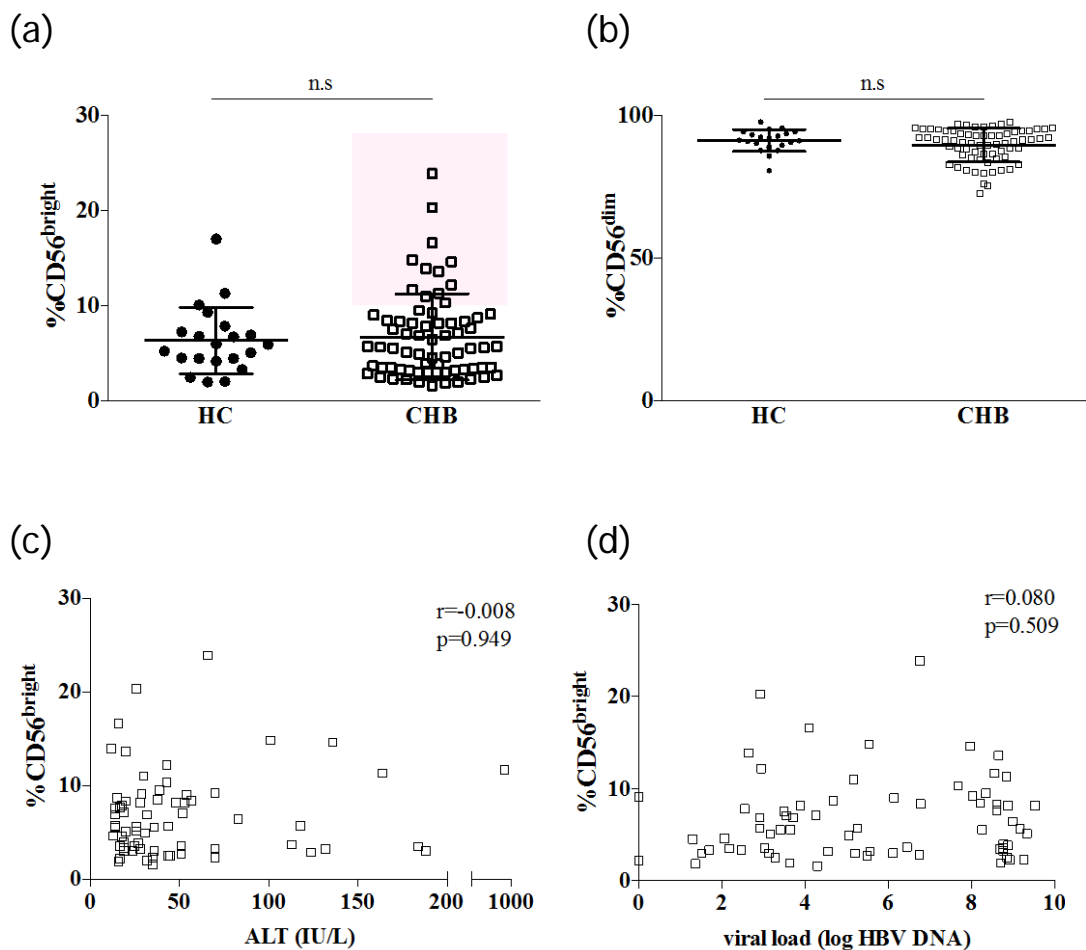 (a)
n.s
30
20
10
0
%CD56bright
HC
CHB
(b)
n.s
100
50
0
%CD56dim
HC
CHB
(c)
30
20
10
0
%CD56bright
r=-0.008
p=0.949
0
50
100
150
200
1000
ALT (IU/L)
(d)
30
20
10
0
%CD56bright
r=0.080
p=0.509
0
2
4
6
8
10
viral load (log HBV DNA)